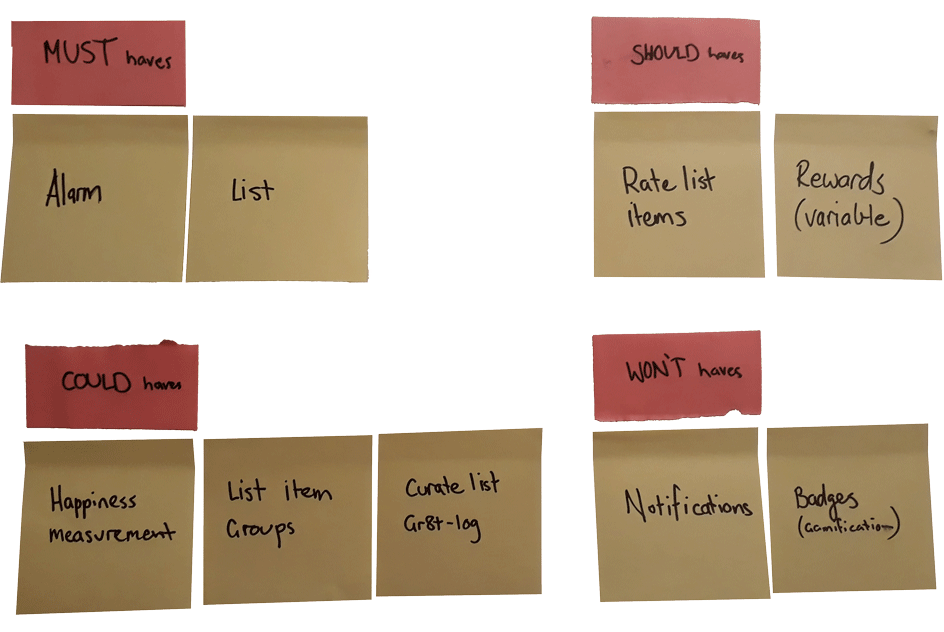 MUST haves
Alarm
List
SHOULD haves
Rate list
items
Rewards
(variable)
COULD haves
Happiness
measurement
List item
Groups
Curate list
Gr8t-log
WON'T haves
Notifications
Badges
(Gamification)